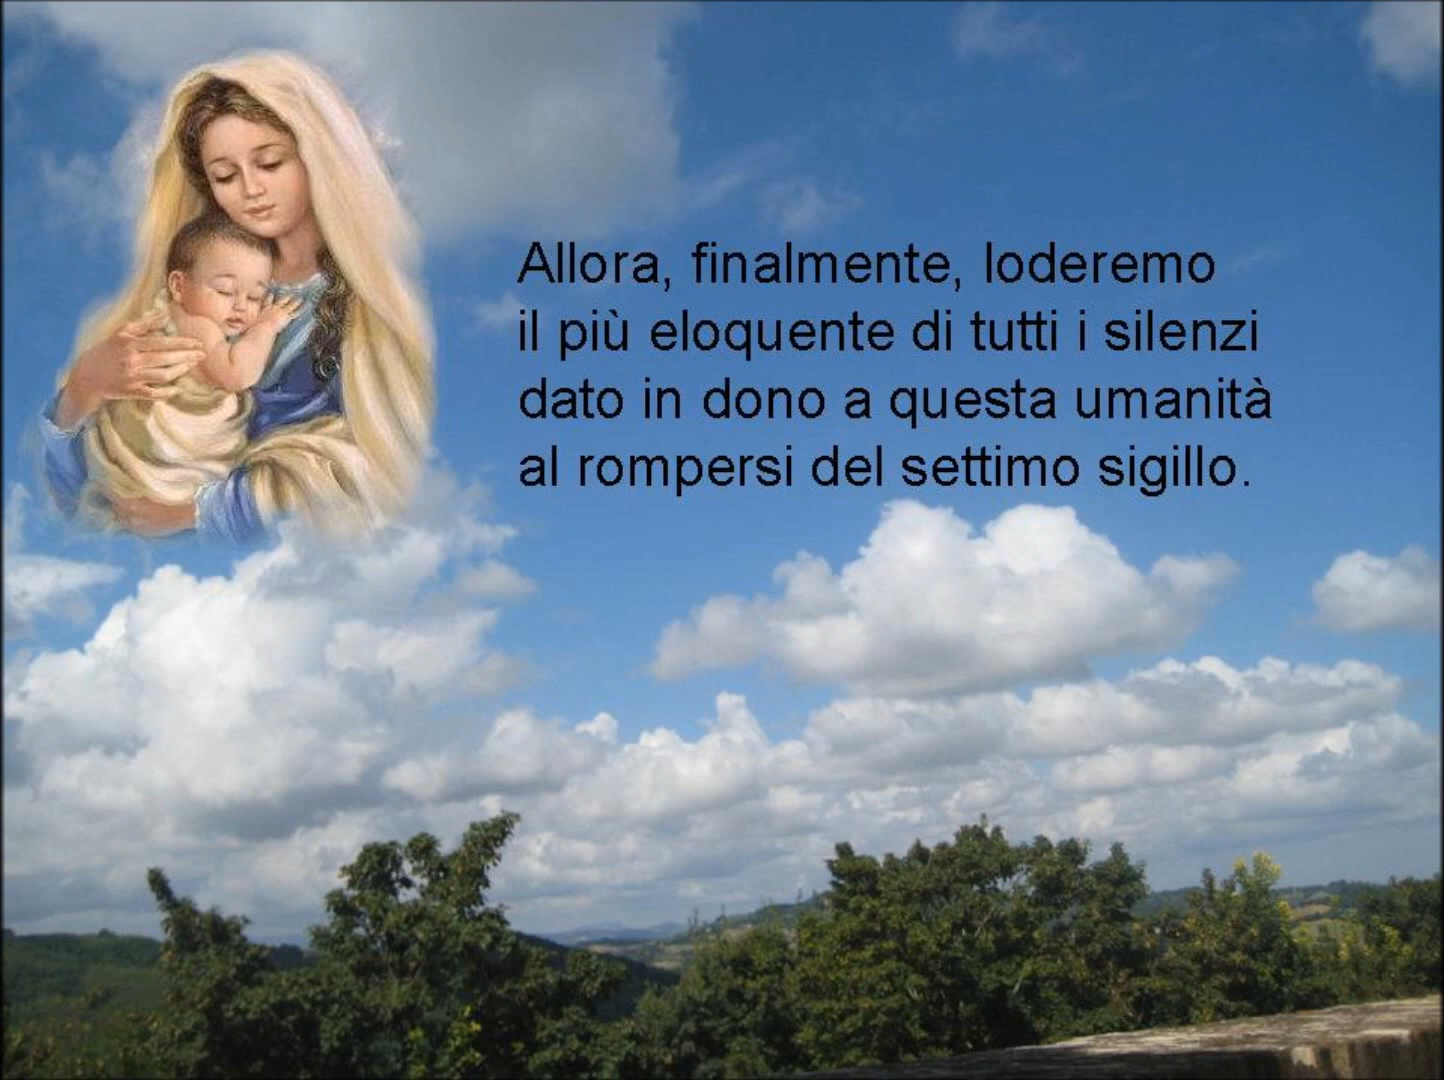 Allora, finalmente, loderemo
il più eloquente di tutti i silenzi
dato in dono a questa umanità
al rompersi del settimo sigillo.